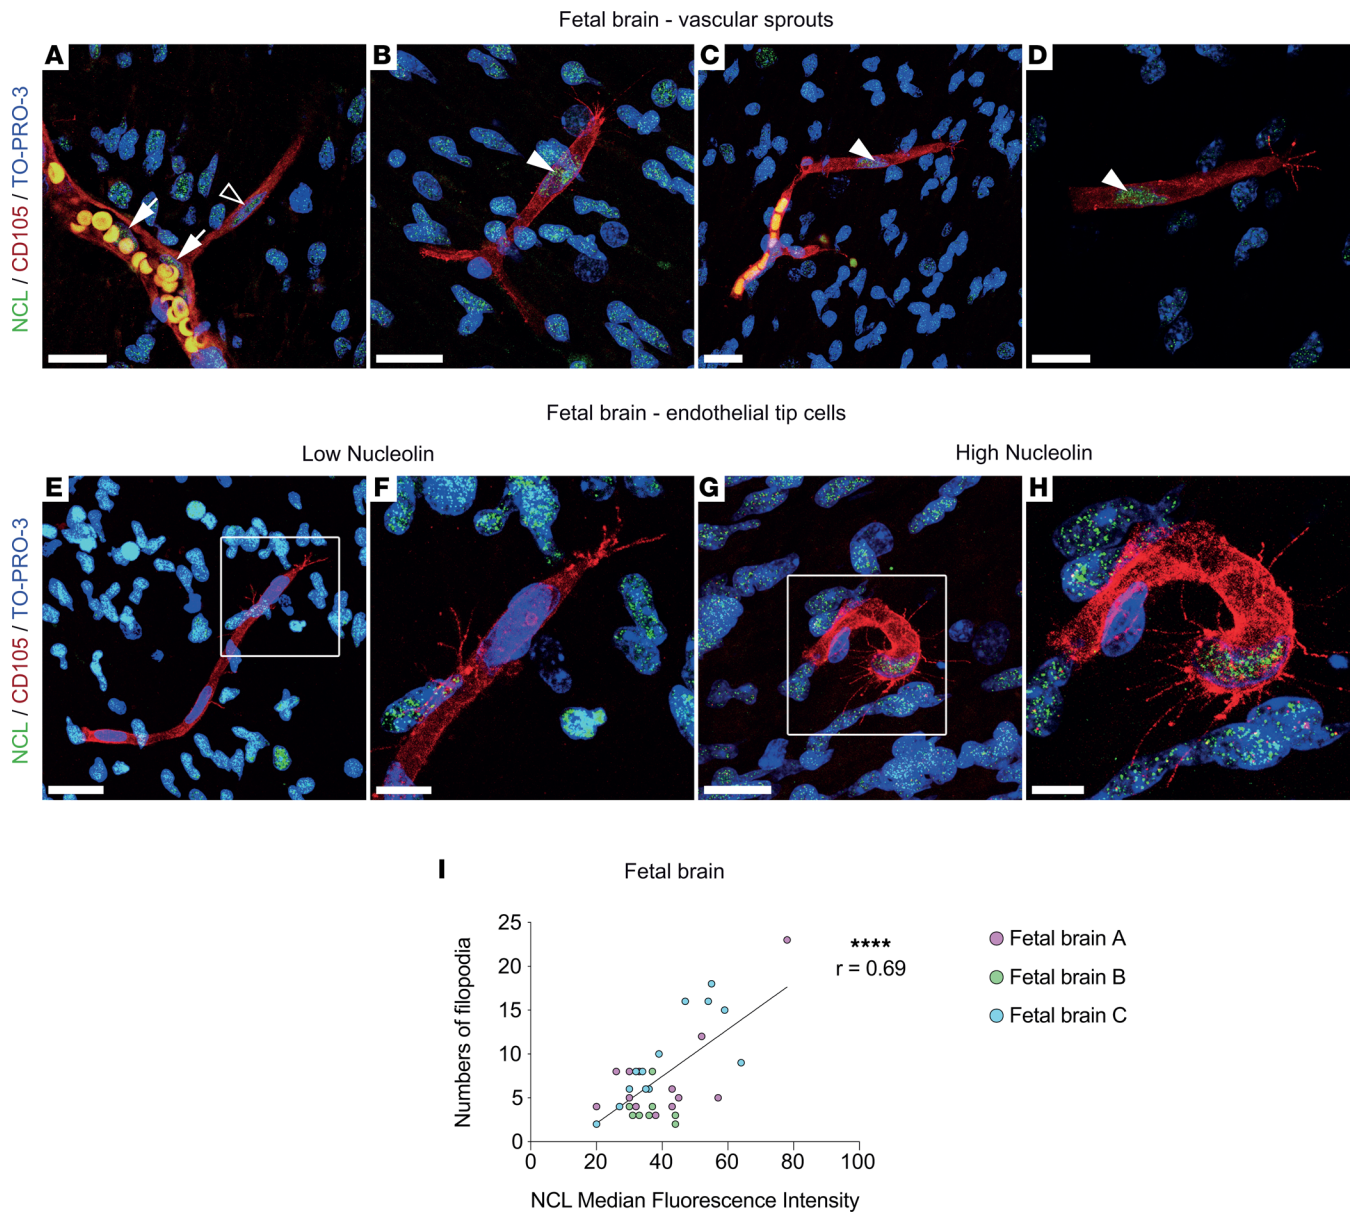 Fetal brain - vascular sprouts
A
B
C
D
NCL / CD105 / TO-PRO-3
Fetal brain - endothelial tip cells
Low Nucleolin
High Nucleolin
E
F
G
H
NCL / CD105 / TO-PRO-3
I
Fetal brain
Numbers of filopodia
25
20
15
10
5
0
0 20 40 60 80 100
NCL Median Fluorescence Intensity
****
r = 0.69
Fetal brain A
Fetal brain B
Fetal brain C